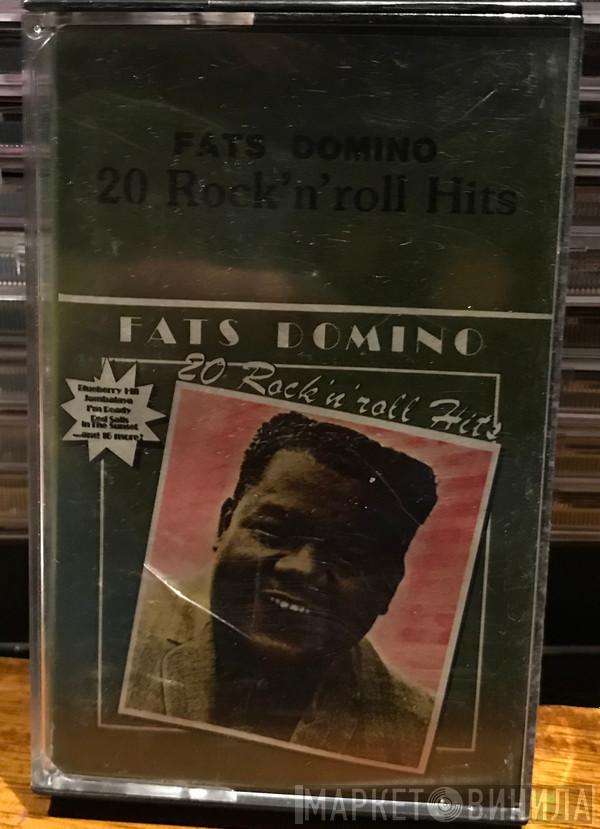 FATS DOMINO
20 Rock'n'roll Hits
FATS DOMINO
20 Rock'n'roll Hits
Blueberry Hill
Jambalaya
I'm Ready
Red Sails
In The Sunset
...and 16 more!
МАРКЕТ ВИНИЛА